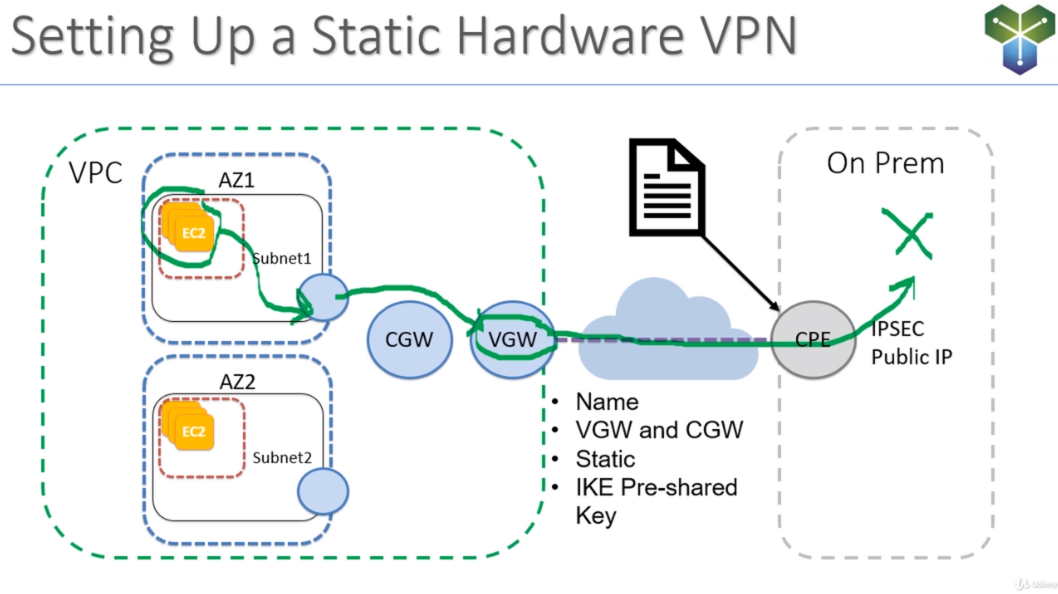 Setting Up a Static Hardware VPN
VPC
AZ1
EC2
Subnet1
CGW
VGW
AZ2
EC2
Subnet2
Name
VGW and CGW
Static
IKE Pre-shared
Key
On Prem
CPE
IPSEC
Public IP
Udemy